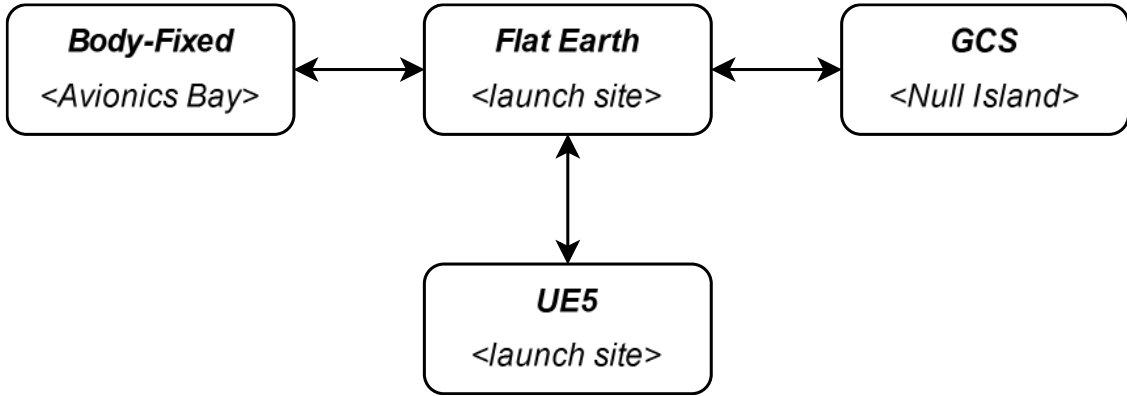 Body-Fixed
<Avionics Bay>
Flat Earth
<launch site>
GCS
<Null Island>
UE5
<launch site>